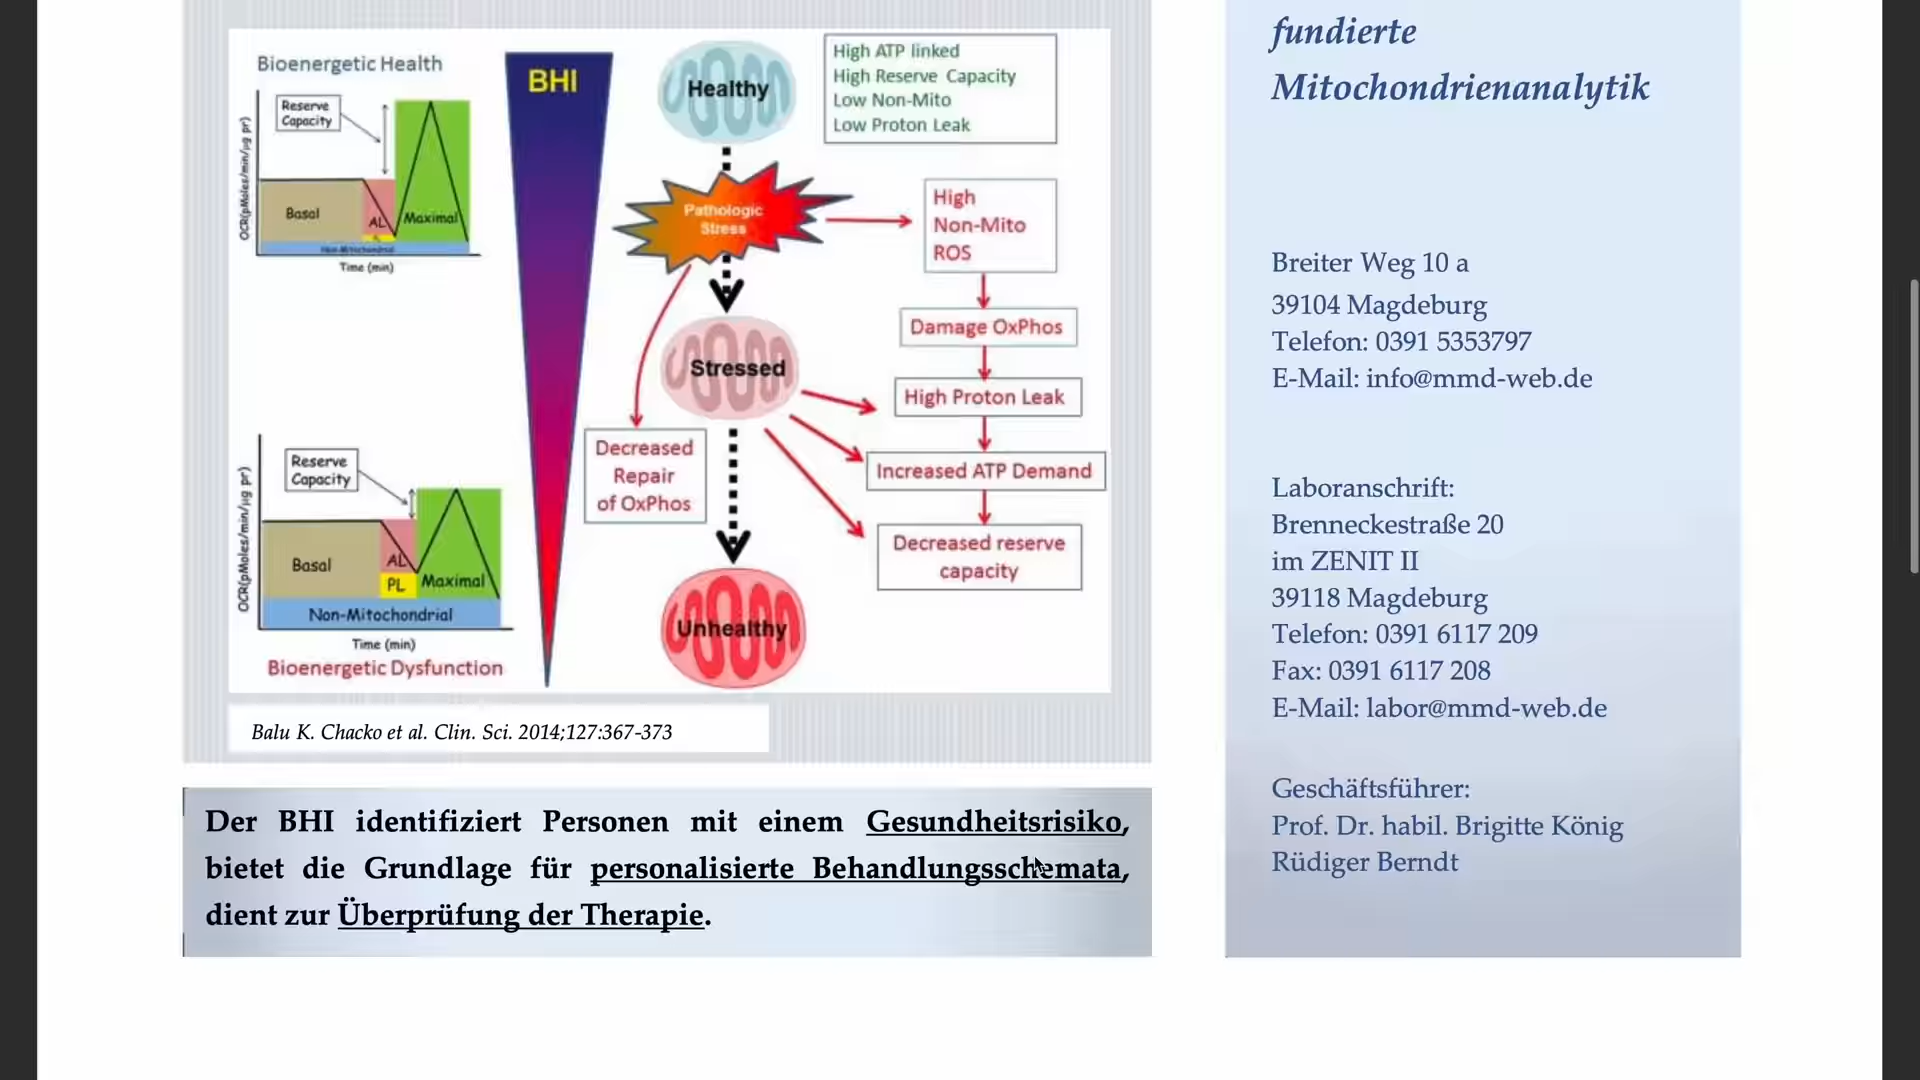 Bioenergetic Health
Reserve
Capacity
OCR(pMoles/min/µg pr)
Basal
AL
Maximal
Non-Mitochondrial
Time (min)
BHI
Healthy
High ATP linked
High Reserve Capacity
Low Non-Mito
Low Proton Leak
Pathologic
Stress
High
Non-Mito
ROS
Damage OxPhos
Stressed
High Proton Leak
Decreased
Repair
of OxPhos
Increased ATP Demand
Decreased reserve
capacity
Unhealthy
Reserve
Capacity
OCR(pMoles/min/µg pr)
Basal
AL
PL
Maximal
Non-Mitochondrial
Time (min)
Bioenergetic Dysfunction
Balu K. Chacko et al. Clin. Sci. 2014;127:367-373
Der BHI identifiziert Personen mit einem Gesundheitsrisiko,
bietet die Grundlage für personalisierte Behandlungsschemata,
dient zur Überprüfung der Therapie.
fundierte
Mitochondrienanalytik
Breiter Weg 10 a
39104 Magdeburg
Telefon: 0391 5353797
E-Mail: info@mmd-web.de
Laboranschrift:
Brenneckestraße 20
im ZENIT II
39118 Magdeburg
Telefon: 0391 6117 209
Fax: 0391 6117 208
E-Mail: labor@mmd-web.de
Geschäftsführer:
Prof. Dr. habil. Brigitte König
Rüdiger Berndt